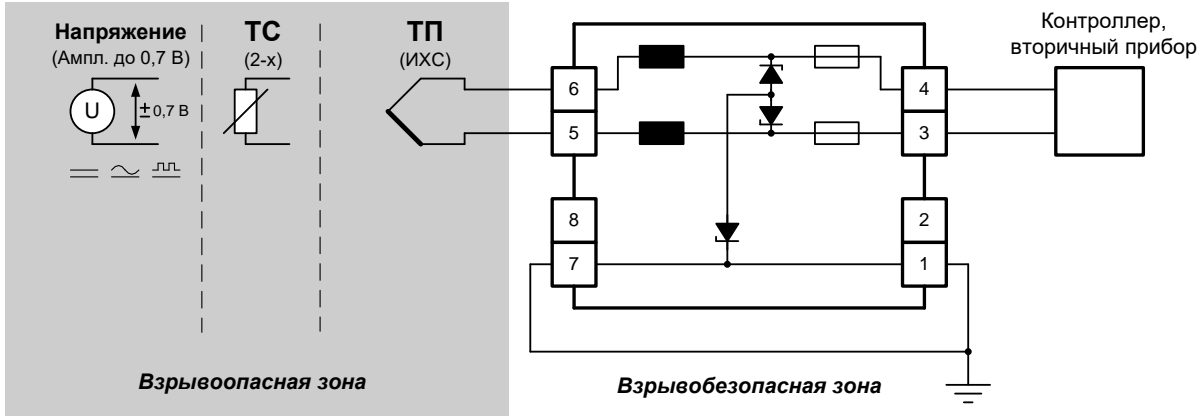 Напряжение
(Ампл. до 0,7 В)
U
± 0,7 В
ТС
(2-х)
ТП
(ИХС)
6
5
8
7
4
3
2
1
Контроллер,
вторичный прибор
Взрывоопасная зона
Взрывобезопасная зона